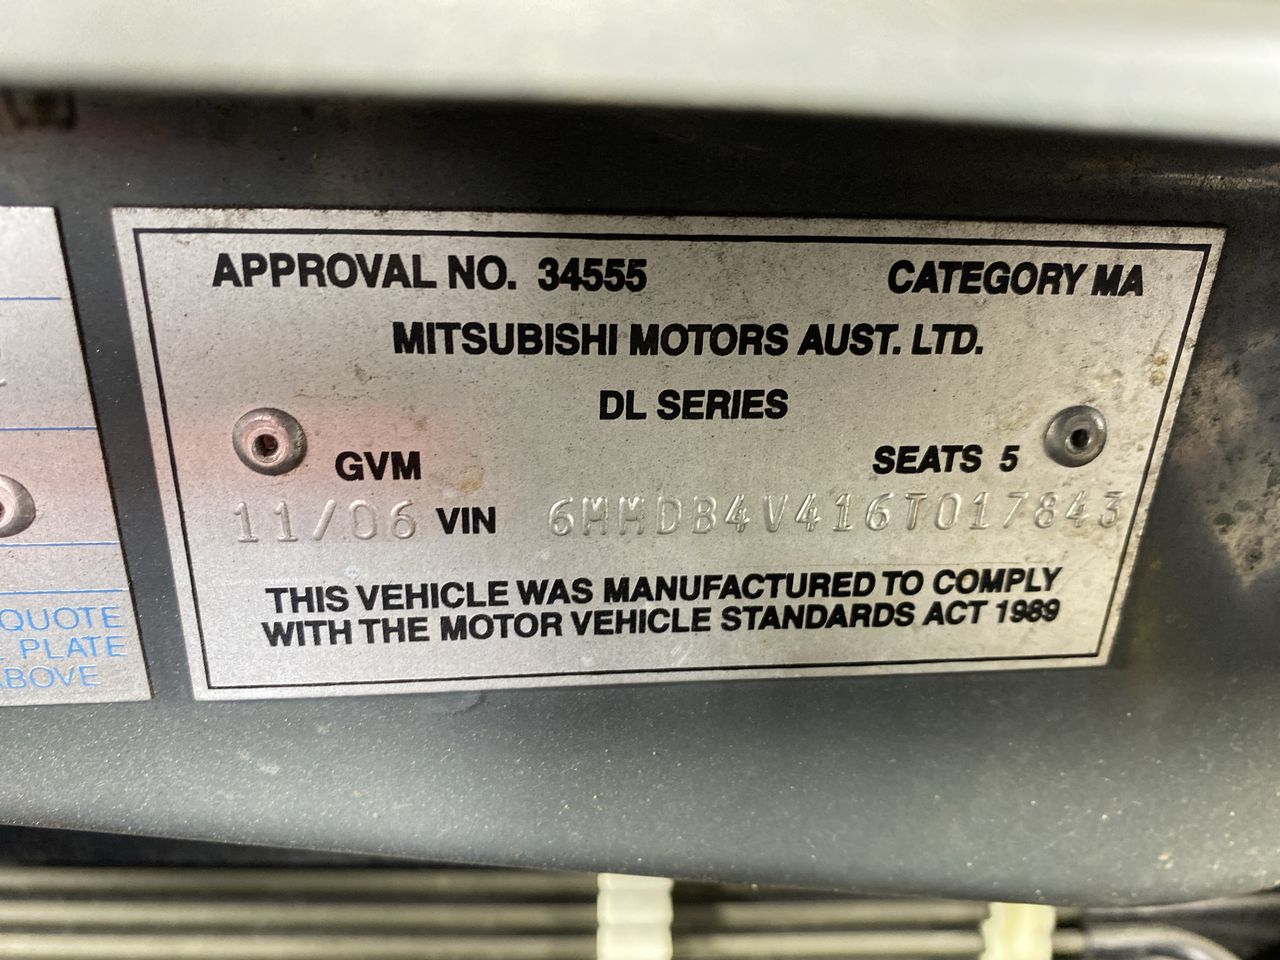 APPROVAL NO. 34555 CATEGORY MA
MITSUBISHI MOTORS AUST. LTD.
DL SERIES
GVM SEATS 5
11/06 VIN 6MMDB4V416T017843
THIS VEHICLE WAS MANUFACTURED TO COMPLY
WITH THE MOTOR VEHICLE STANDARDS ACT 1989
QUOTE
PLATE
ABOVE